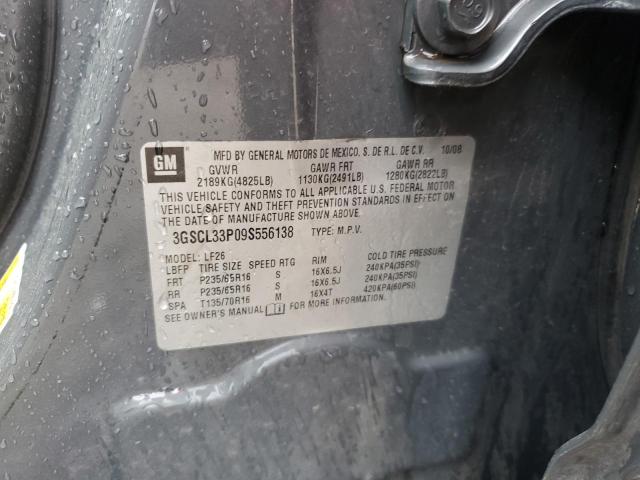 GM
MFD BY GENERAL MOTORS DE MEXICO, S. DE R.L. DE C.V. 10/08
GVWR GAWR FRT GAWR RR
2189KG(4825LB) 1130KG(2491LB) 1280KG(2822LB)
THIS VEHICLE CONFORMS TO ALL APPLICABLE U.S. FEDERAL MOTOR
VEHICLE SAFETY AND THEFT PREVENTION STANDARDS IN EFFECT ON
THE DATE OF MANUFACTURE SHOWN ABOVE.
3GSCL33P09S556138 TYPE: M.P.V.
MODEL: LF26
LBFP TIRE SIZE SPEED RTG RIM COLD TIRE PRESSURE
FRT P235/65R16 S 16X6.5J 240KPA(35PSI)
RR P235/65R16 S 16X6.5J 240KPA(35PSI)
SPA T135/70R16 M 16X4T 420KPA(60PSI)
SEE OWNER'S MANUAL FOR MORE INFORMATION.